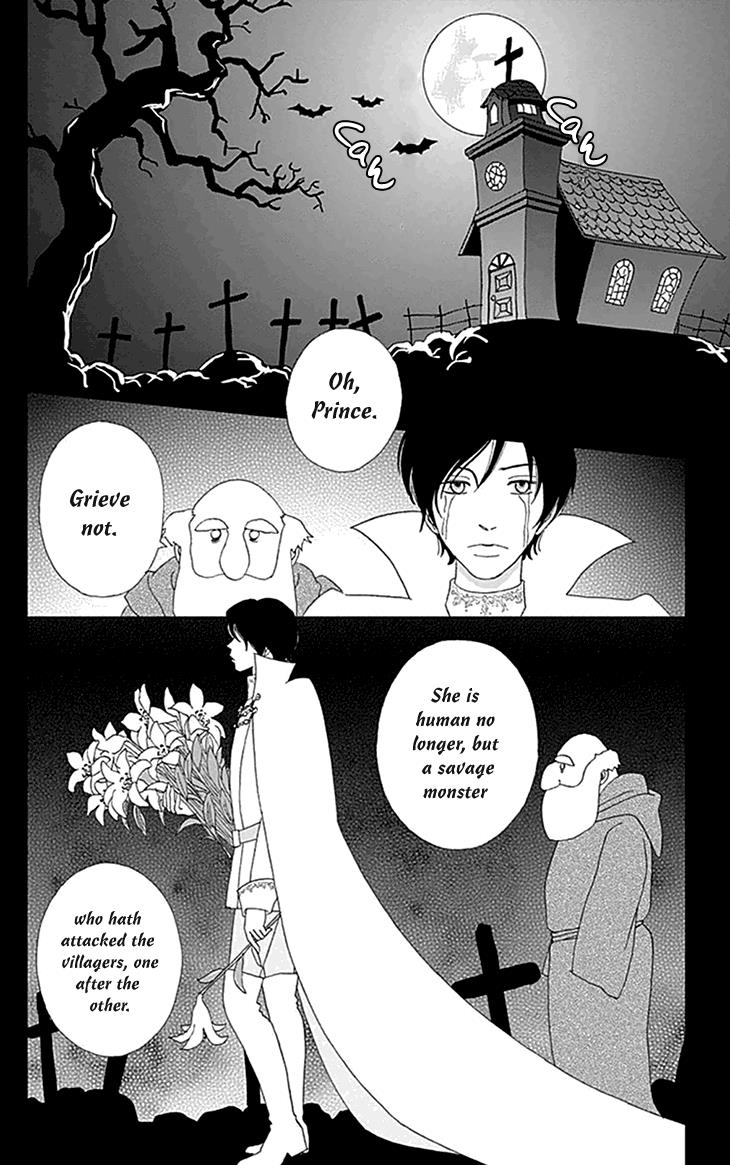 Caw
Caw
Oh,
Prince.
Grieve
not.
She is
human no
longer, but
a savage
monster
who hath
attacked the
villagers, one
after the
other.